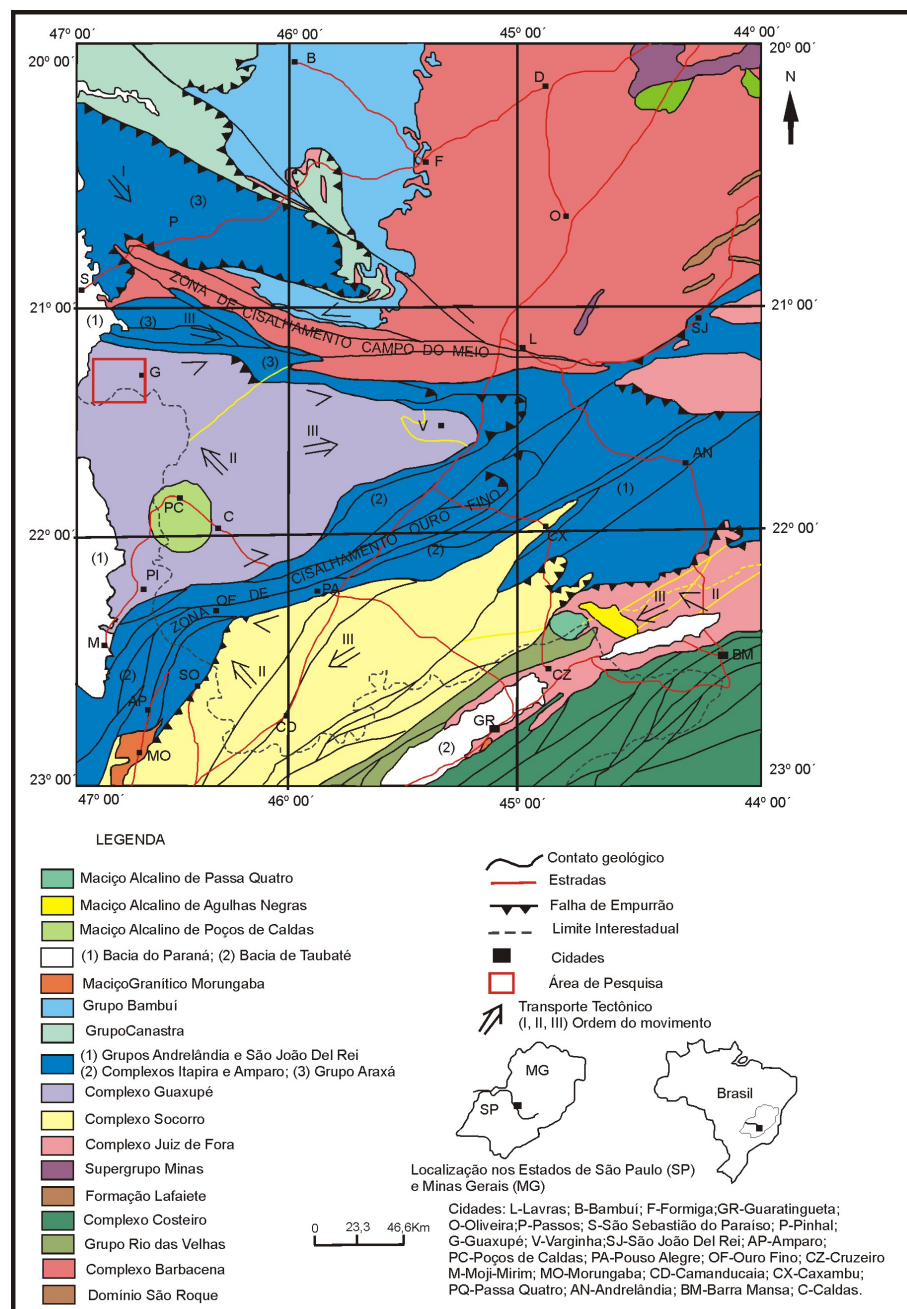 47º 00´
46º 00´
45º 00´
44º 00´
20º 00´
20º 00´
N
B
D
F
I
(3)
P
O
S
21º 00´
21º 00´
ZONA DE CISALHAMENTO CAMPO DO MEIO
SJ
(1)
(3)
III
L
(3)
G
V
III
II
AN
(2)
(1)
PC
C
22º 00´
22º 00´
ZONA DE CISALHAMENTO OURO FINO
(2)
CX
(1)
PI
OF
PA
III
II
M
III
BM
(2)
SO
II
CZ
AP
CD
GR
MO
(2)
23º 00´
23º 00´
47º 00´
46º 00´
45º 00´
44º 00´
LEGENDA
Maciço Alcalino de Passa Quatro
Maciço Alcalino de Agulhas Negras
Maciço Alcalino de Poços de Caldas
(1) Bacia do Paraná; (2) Bacia de Taubaté
MaciçoGranítico Morungaba
Grupo Bambuí
GrupoCanastra
(1) Grupos Andrelândia e São João Del Rei
(2) Complexos Itapira e Amparo; (3) Grupo Araxá
Complexo Guaxupé
Complexo Socorro
Complexo Juiz de Fora
Supergrupo Minas
Formação Lafaiete
Complexo Costeiro
Grupo Rio das Velhas
Complexo Barbacena
Domínio São Roque
Contato geológico
Estradas
Falha de Empurrão
Limite Interestadual
Cidades
Área de Pesquisa
Transporte Tectônico
(I, II, III) Ordem do movimento
MG
SP
Brasil
Localização nos Estados de São Paulo (SP)
e Minas Gerais (MG)
0 23,3 46,6Km
Cidades: L-Lavras; B-Bambuí; F-Formiga;GR-Guaratingueta;
O-Oliveira;P-Passos; S-São Sebastião do Paraíso; P-Pinhal;
G-Guaxupé; V-Varginha;SJ-São João Del Rei; AP-Amparo;
PC-Poços de Caldas; PA-Pouso Alegre; OF-Ouro Fino; CZ-Cruzeiro
M-Moji-Mirim; MO-Morungaba; CD-Camanducaia; CX-Caxambu;
PQ-Passa Quatro; AN-Andrelândia; BM-Barra Mansa; C-Caldas.